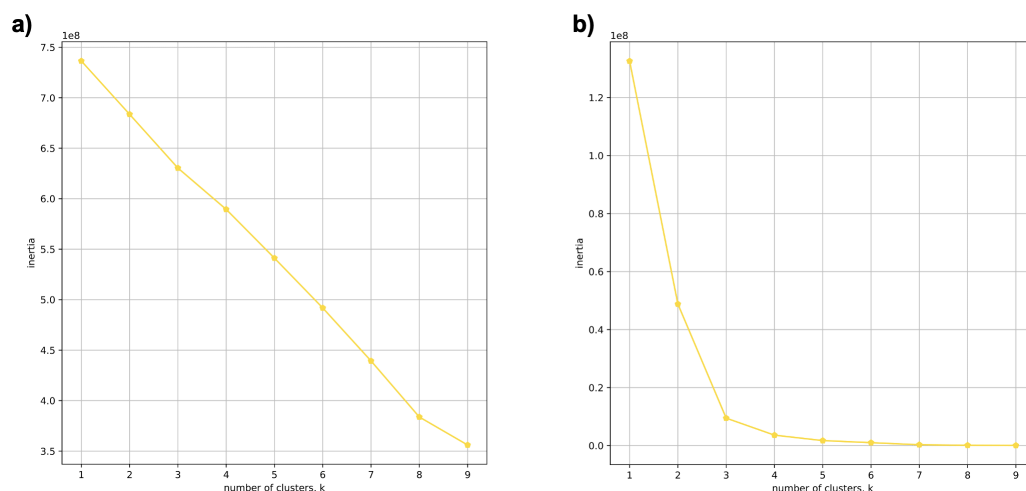 a)
1e8
7.5
7.0
6.5
6.0
5.5
5.0
4.5
4.0
3.5
inertia
1 2 3 4 5 6 7 8 9
number of clusters, k
b)
1e8
1.2
1.0
0.8
0.6
0.4
0.2
0.0
inertia
1 2 3 4 5 6 7 8 9
number of clusters, k